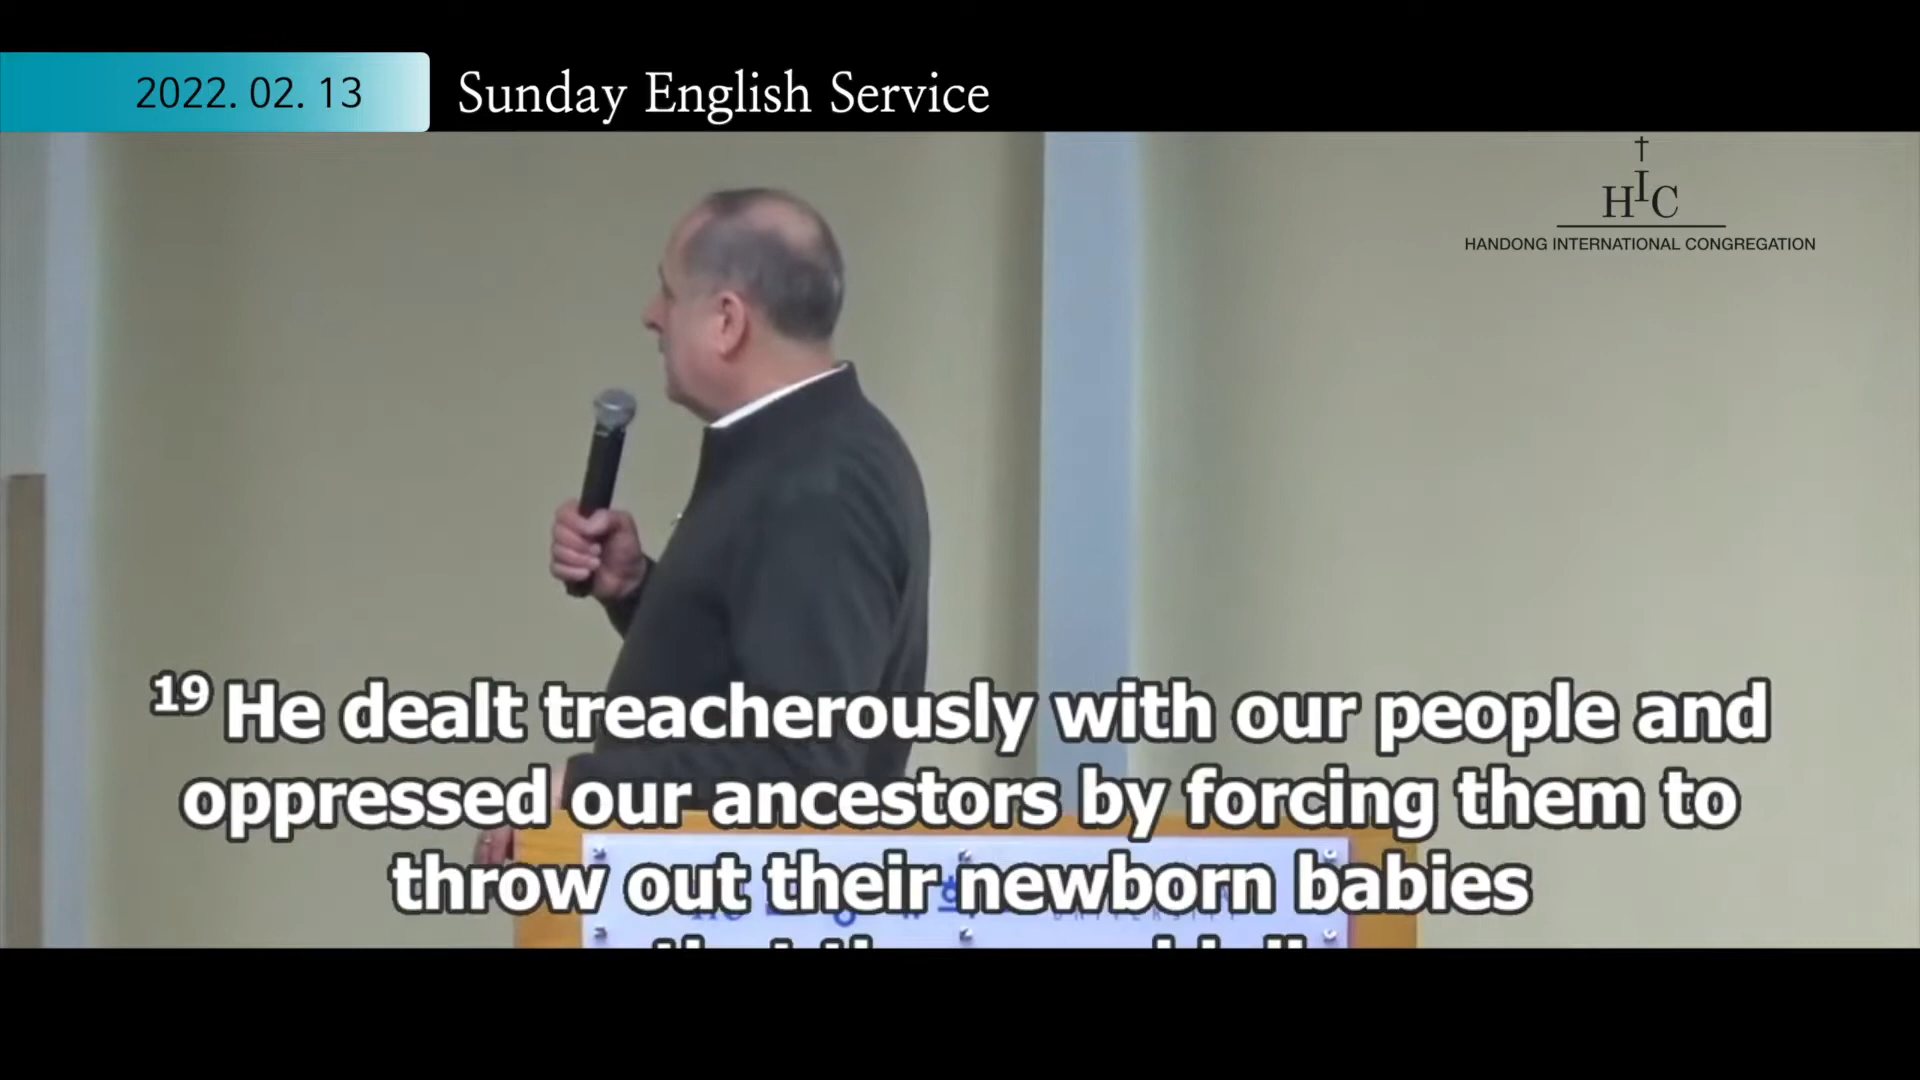 2022. 02. 13 Sunday English Service
HIC
HANDONG INTERNATIONAL CONGREGATION
19 He dealt treacherously with our people and
oppressed our ancestors by forcing them to
throw out their newborn babies
UNIVERSITY